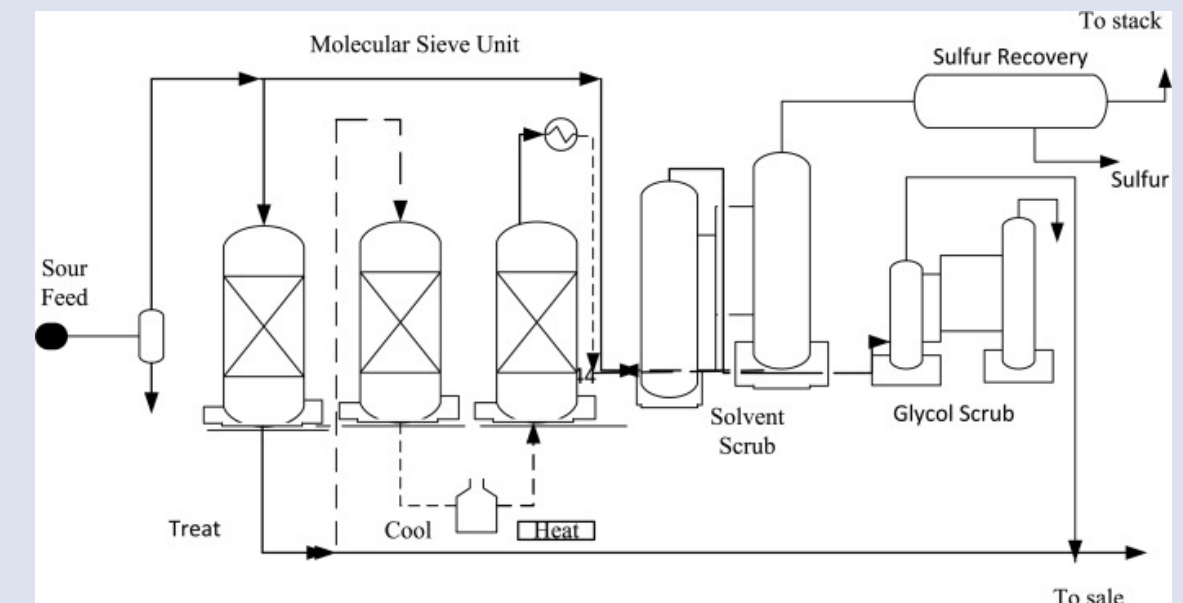 To stack
Molecular Sieve Unit
Sulfur Recovery
Sulfur
Sour
Feed
Solvent
Scrub
Glycol Scrub
Treat
Cool
Heat
To sale